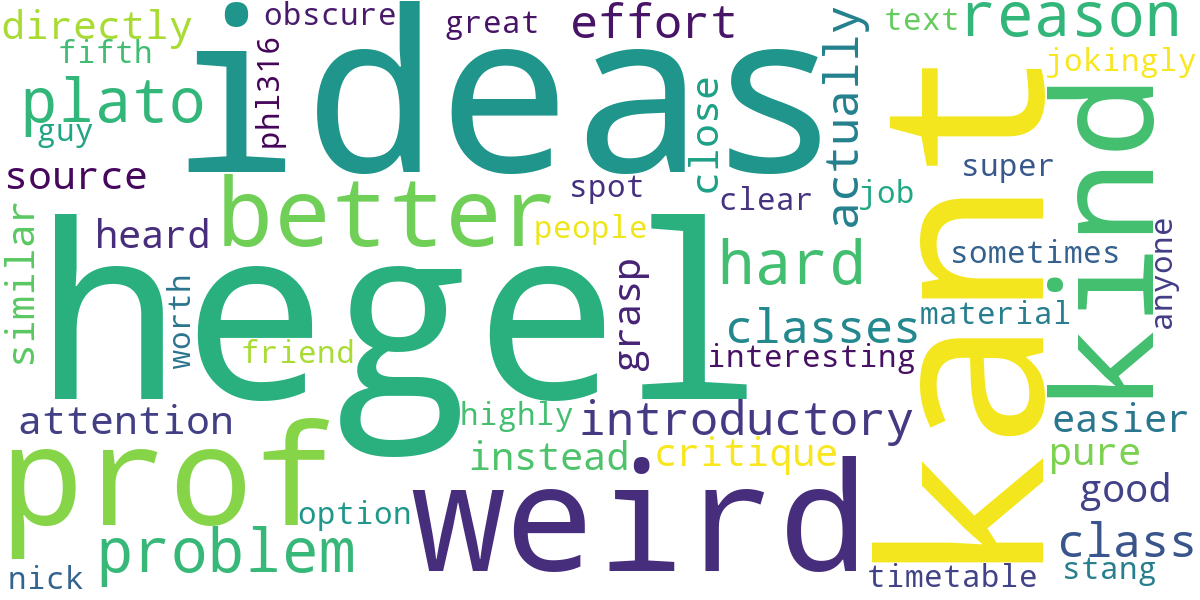 directly
obscure
great
effort
text
reason
fifth
ideas
jokingly
plato
phl316
close
actually
kant
kind
guy
source
better
spot
clear
job
super
similar
heard
hegel
people
grasp
hard
sometimes
anyone
worth
friend
classes
material
interesting
attention
highly
introductory
easier
prof
instead
critique
pure
weird
good
option
problem
class
nick
timetable
stang